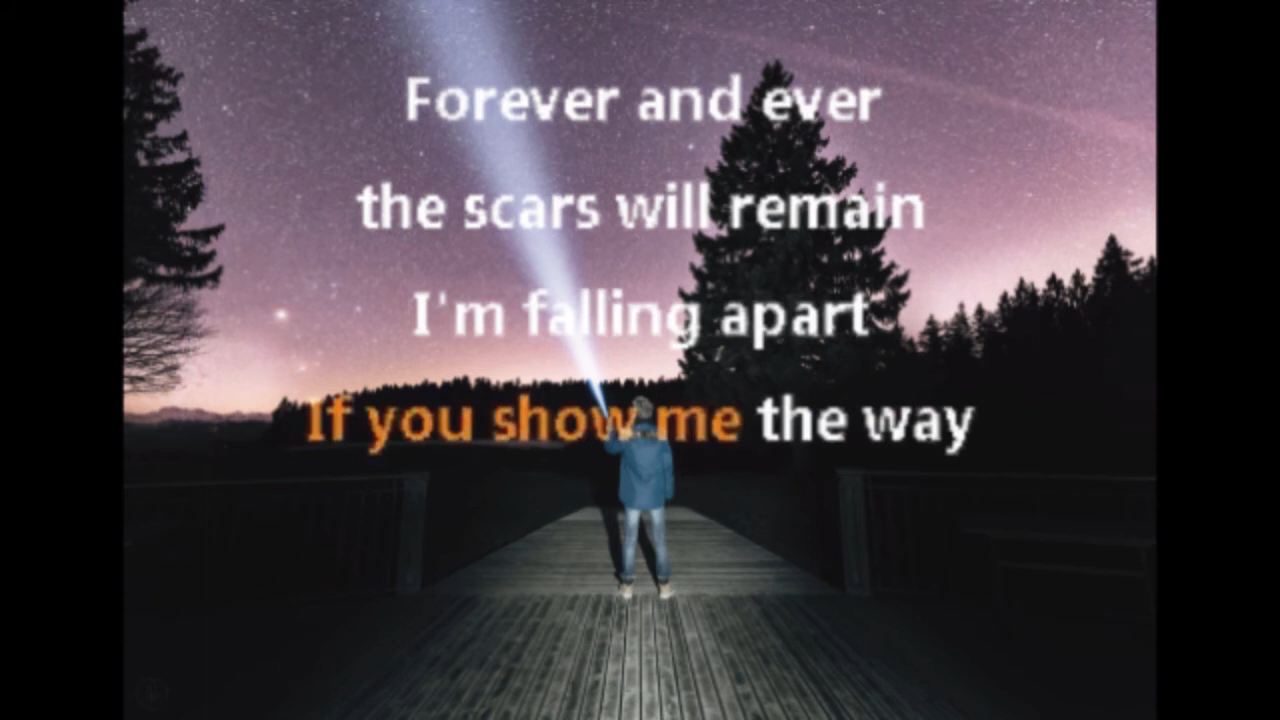 Forever and ever
the scars will remain
I'm falling apart
If you show me the way